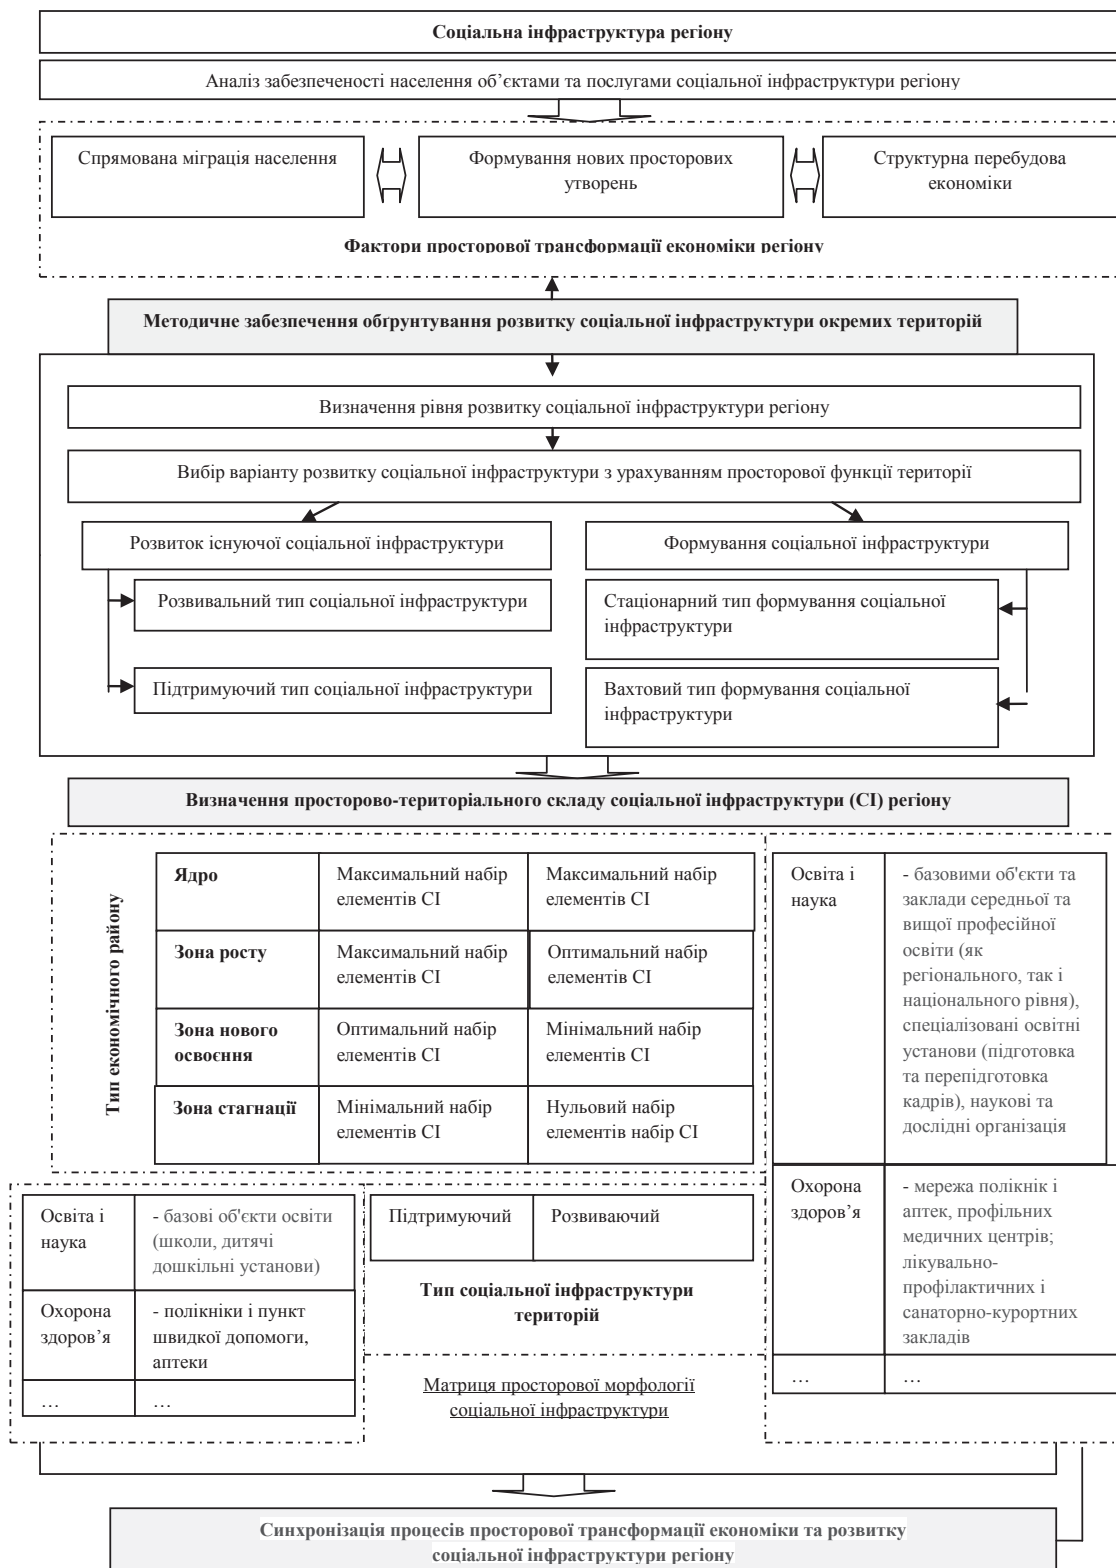 Соціальна інфраструктура регіону
Аналіз забезпеченості населення об’єктами та послугами соціальної інфраструктури регіону
Спрямована міграція населення
Формування нових просторових
утворень
Структурна перебудова
економіки
Фактори просторової трансформації економіки регіону
Методичне забезпечення обґрунтування розвитку соціальної інфраструктури окремих територій
Визначення рівня розвитку соціальної інфраструктури регіону
Вибір варіанту розвитку соціальної інфраструктури з урахуванням просторової функції території
Розвиток існуючої соціальної інфраструктури
Формування соціальної інфраструктури
Розвивальний тип соціальної інфраструктури
Стаціонарний тип формування соціальної
інфраструктури
Підтримуючий тип соціальної інфраструктури
Вахтовий тип формування соціальної
інфраструктури
Визначення просторово-територіального складу соціальної інфраструктури (СІ) регіону
Тип економічного району
Ядро
Максимальний набір
елементів СІ
Максимальний набір
елементів СІ
Зона росту
Максимальний набір
елементів СІ
Оптимальний набір
елементів СІ
Зона нового
освоєння
Оптимальний набір
елементів СІ
Мінімальний набір
елементів СІ
Зона стагнації
Мінімальний набір
елементів СІ
Нульовий набір
елементів набір СІ
Освіта і
наука
- базовими об'єкти та
заклади середньої та
вищої професійної
освіти (як
регіонального, так і
національного рівня),
спеціалізовані освітні
установи (підготовка
та перепідготовка
кадрів), наукові та
дослідні організація
Охорона
здоров’я
- мережа полікнік і
аптек, профільних
медичних центрів;
лікувально-
профілактичних і
санаторно-курортних
закладів
…
…
Освіта і
наука
- базові об'єкти освіти
(школи, дитячі
дошкільні установи)
Охорона
здоров’я
- полікніки і пункт
швидкої допомоги,
аптеки
…
…
Підтримуючий
Розвиваючий
Тип соціальної інфраструктури
територій
Матриця просторової морфології
соціальної інфраструктури
Синхронізація процесів просторової трансформації економіки та розвитку
соціальної інфраструктури регіону